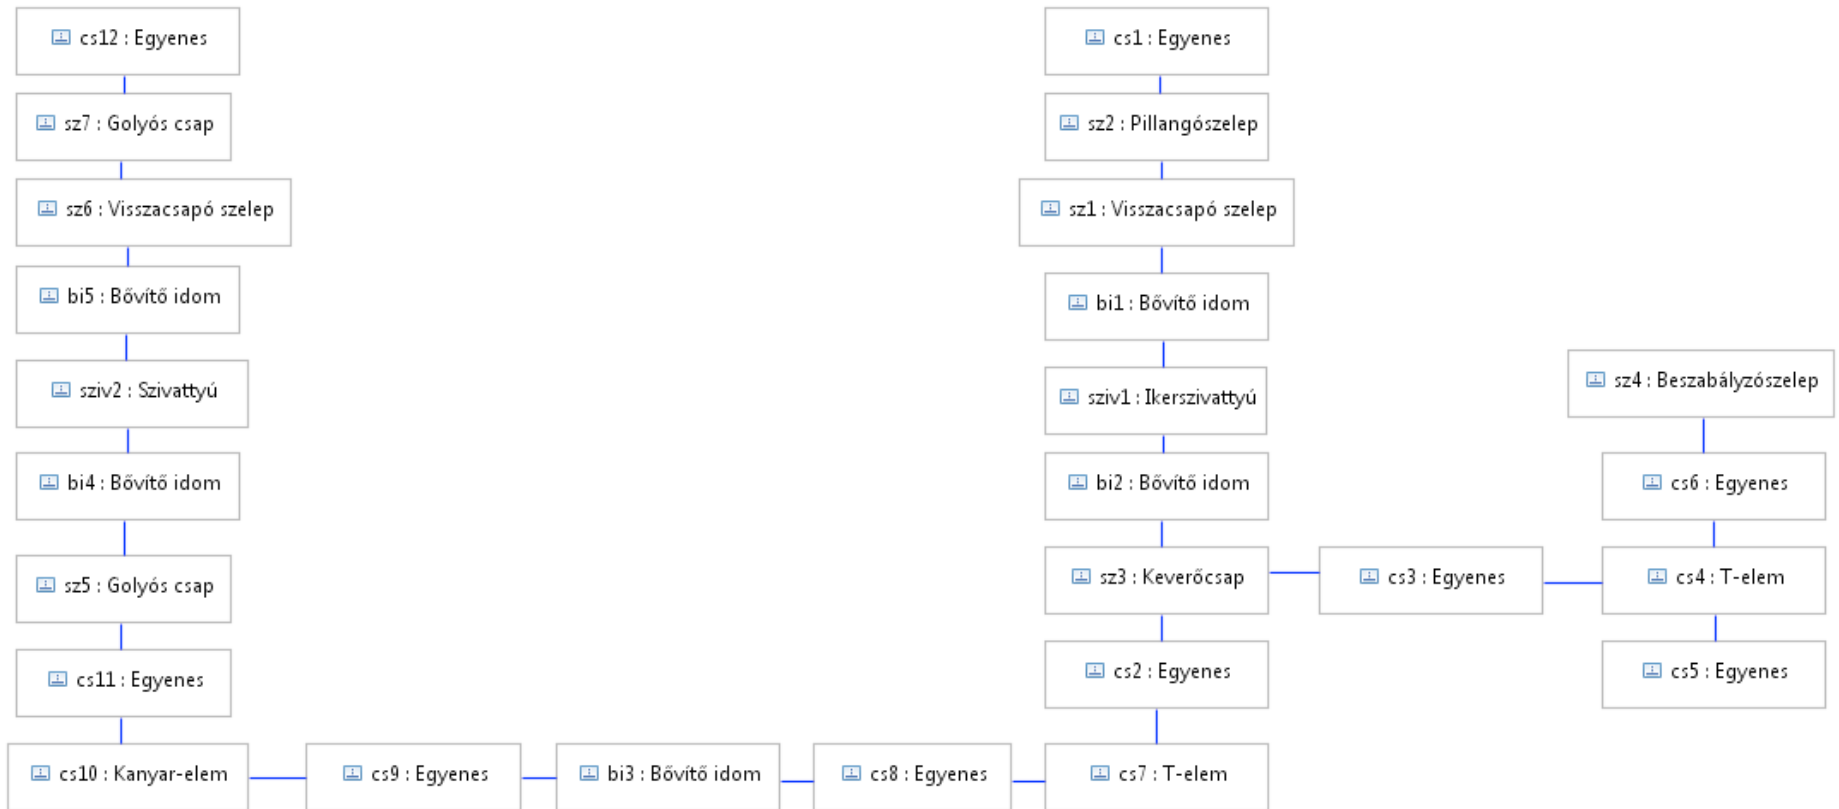 cs12 : Egyenes
sz7 : Golyós csap
sz6 : Visszacsapó szelep
bi5 : Bővítő idom
sziv2 : Szivattyú
bi4 : Bővítő idom
sz5 : Golyós csap
cs11 : Egyenes
cs10 : Kanyar-elem
cs9 : Egyenes
bi3 : Bővítő idom
cs8 : Egyenes
cs7 : T-elem
cs1 : Egyenes
sz2 : Pillangószelep
sz1 : Visszacsapó szelep
bi1 : Bővítő idom
sziv1 : Ikerszivattyú
bi2 : Bővítő idom
sz3 : Keverőcsap
cs2 : Egyenes
cs3 : Egyenes
sz4 : Beszabályzószelep
cs6 : Egyenes
cs4 : T-elem
cs5 : Egyenes